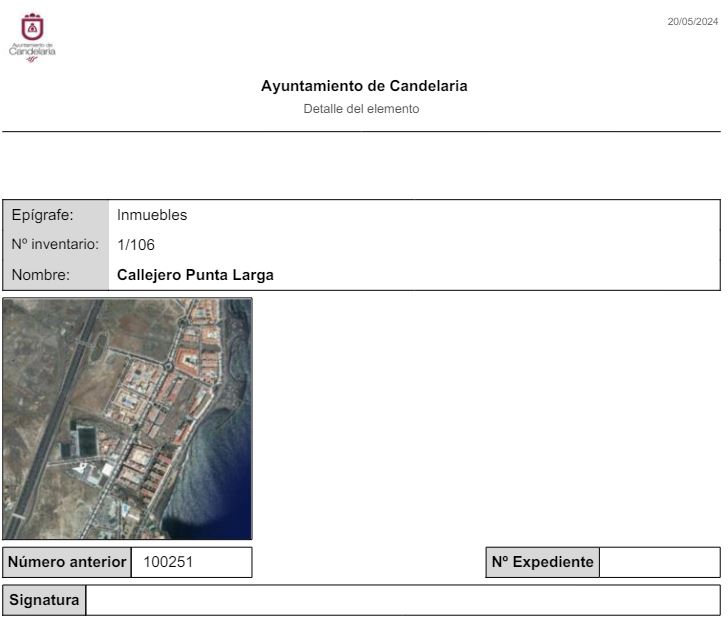 Ayuntamiento de
Candelaria
20/05/2024
Ayuntamiento de Candelaria
Detalle del elemento
Epígrafe: Inmuebles
Nº inventario: 1/106
Nombre: Callejero Punta Larga
Número anterior 100251 Nº Expediente
Signatura